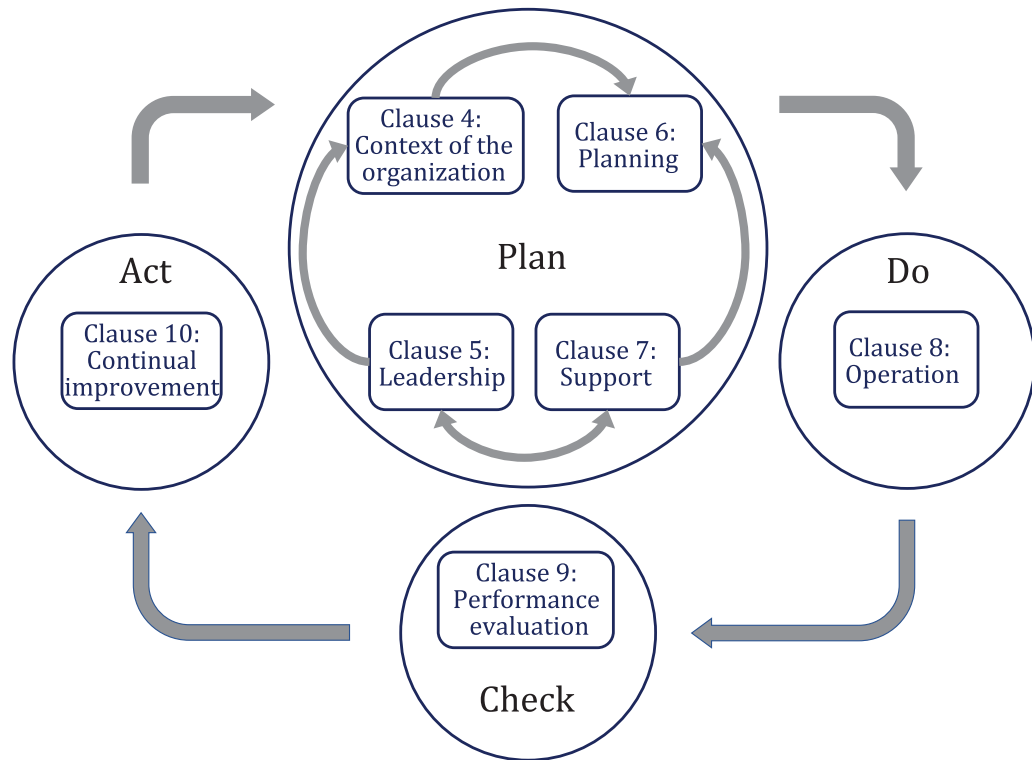 Clause 4:
Context of the
organization
Clause 6:
Planning
Plan
Clause 5:
Leadership
Clause 7:
Support
Act
Clause 10:
Continual
improvement
Do
Clause 8:
Operation
Clause 9:
Performance
evaluation
Check